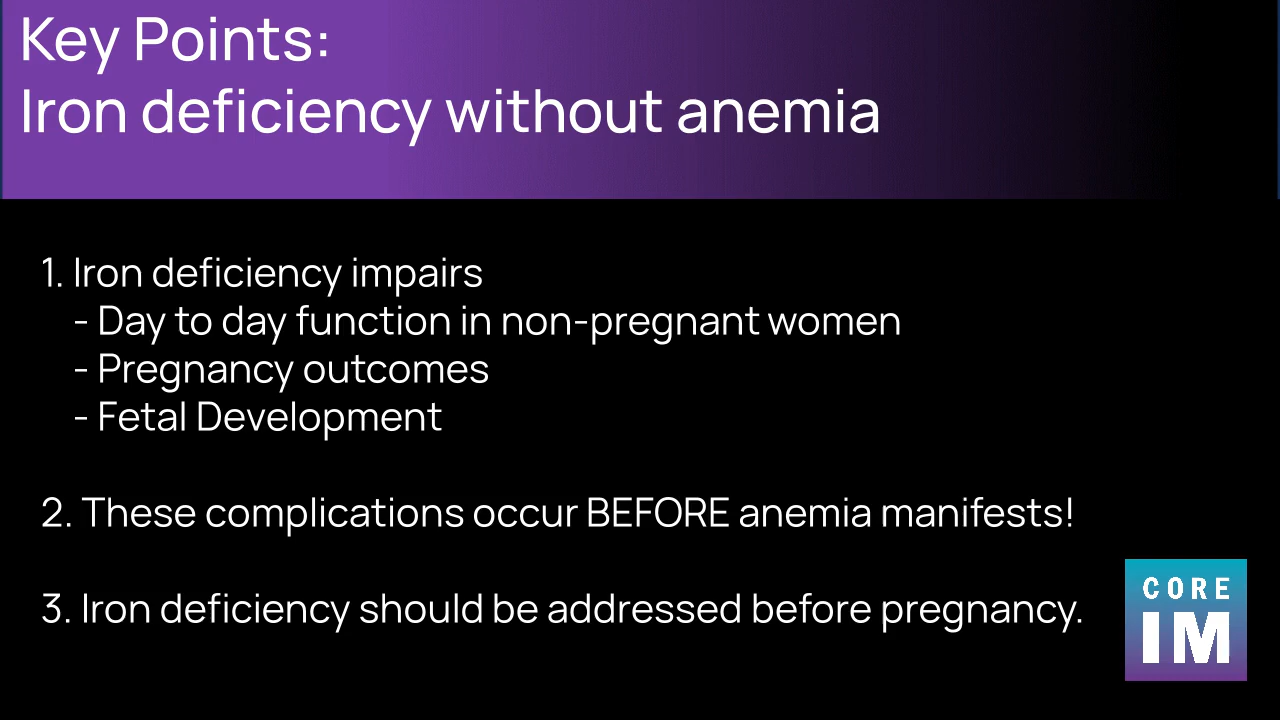 Key Points:
Iron deficiency without anemia
1. Iron deficiency impairs
- Day to day function in non-pregnant women
- Pregnancy outcomes
- Fetal Development
2. These complications occur BEFORE anemia manifests!
3. Iron deficiency should be addressed before pregnancy.
CORE
IM